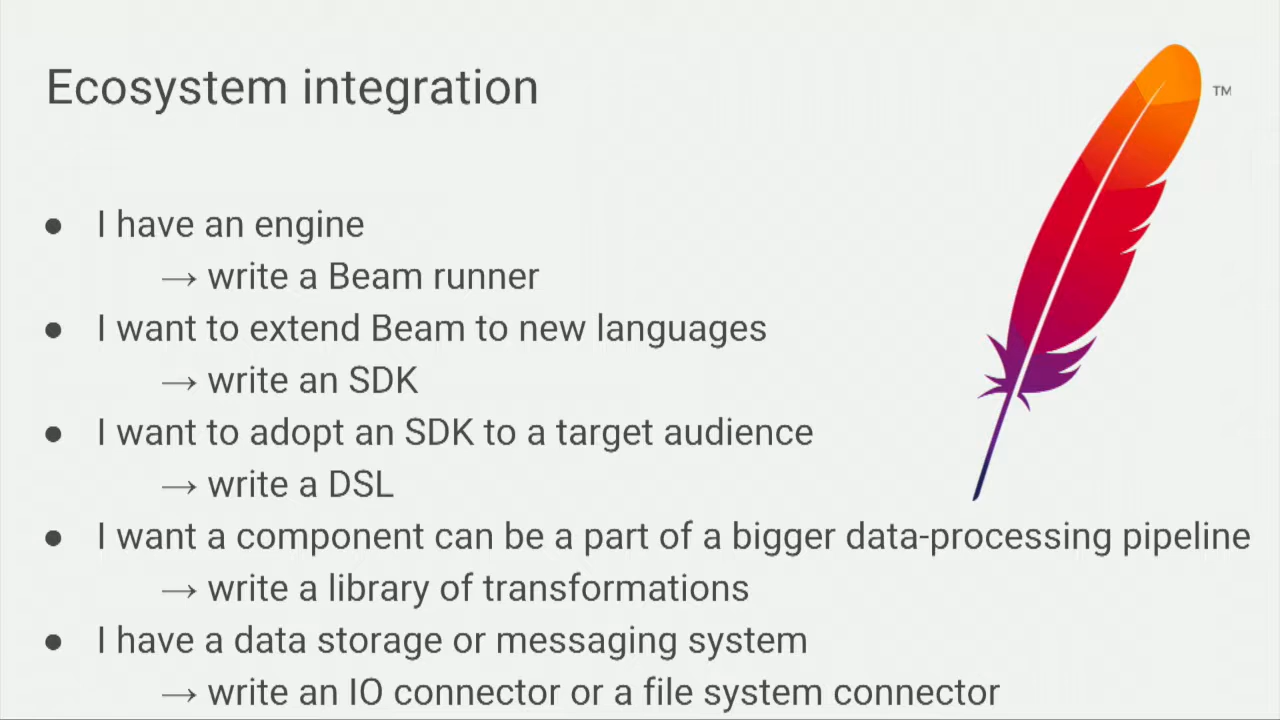 Ecosystem integration
TM
● I have an engine
→ write a Beam runner
● I want to extend Beam to new languages
→ write an SDK
● I want to adopt an SDK to a target audience
→ write a DSL
● I want a component can be a part of a bigger data-processing pipeline
→ write a library of transformations
● I have a data storage or messaging system
→ write an IO connector or a file system connector